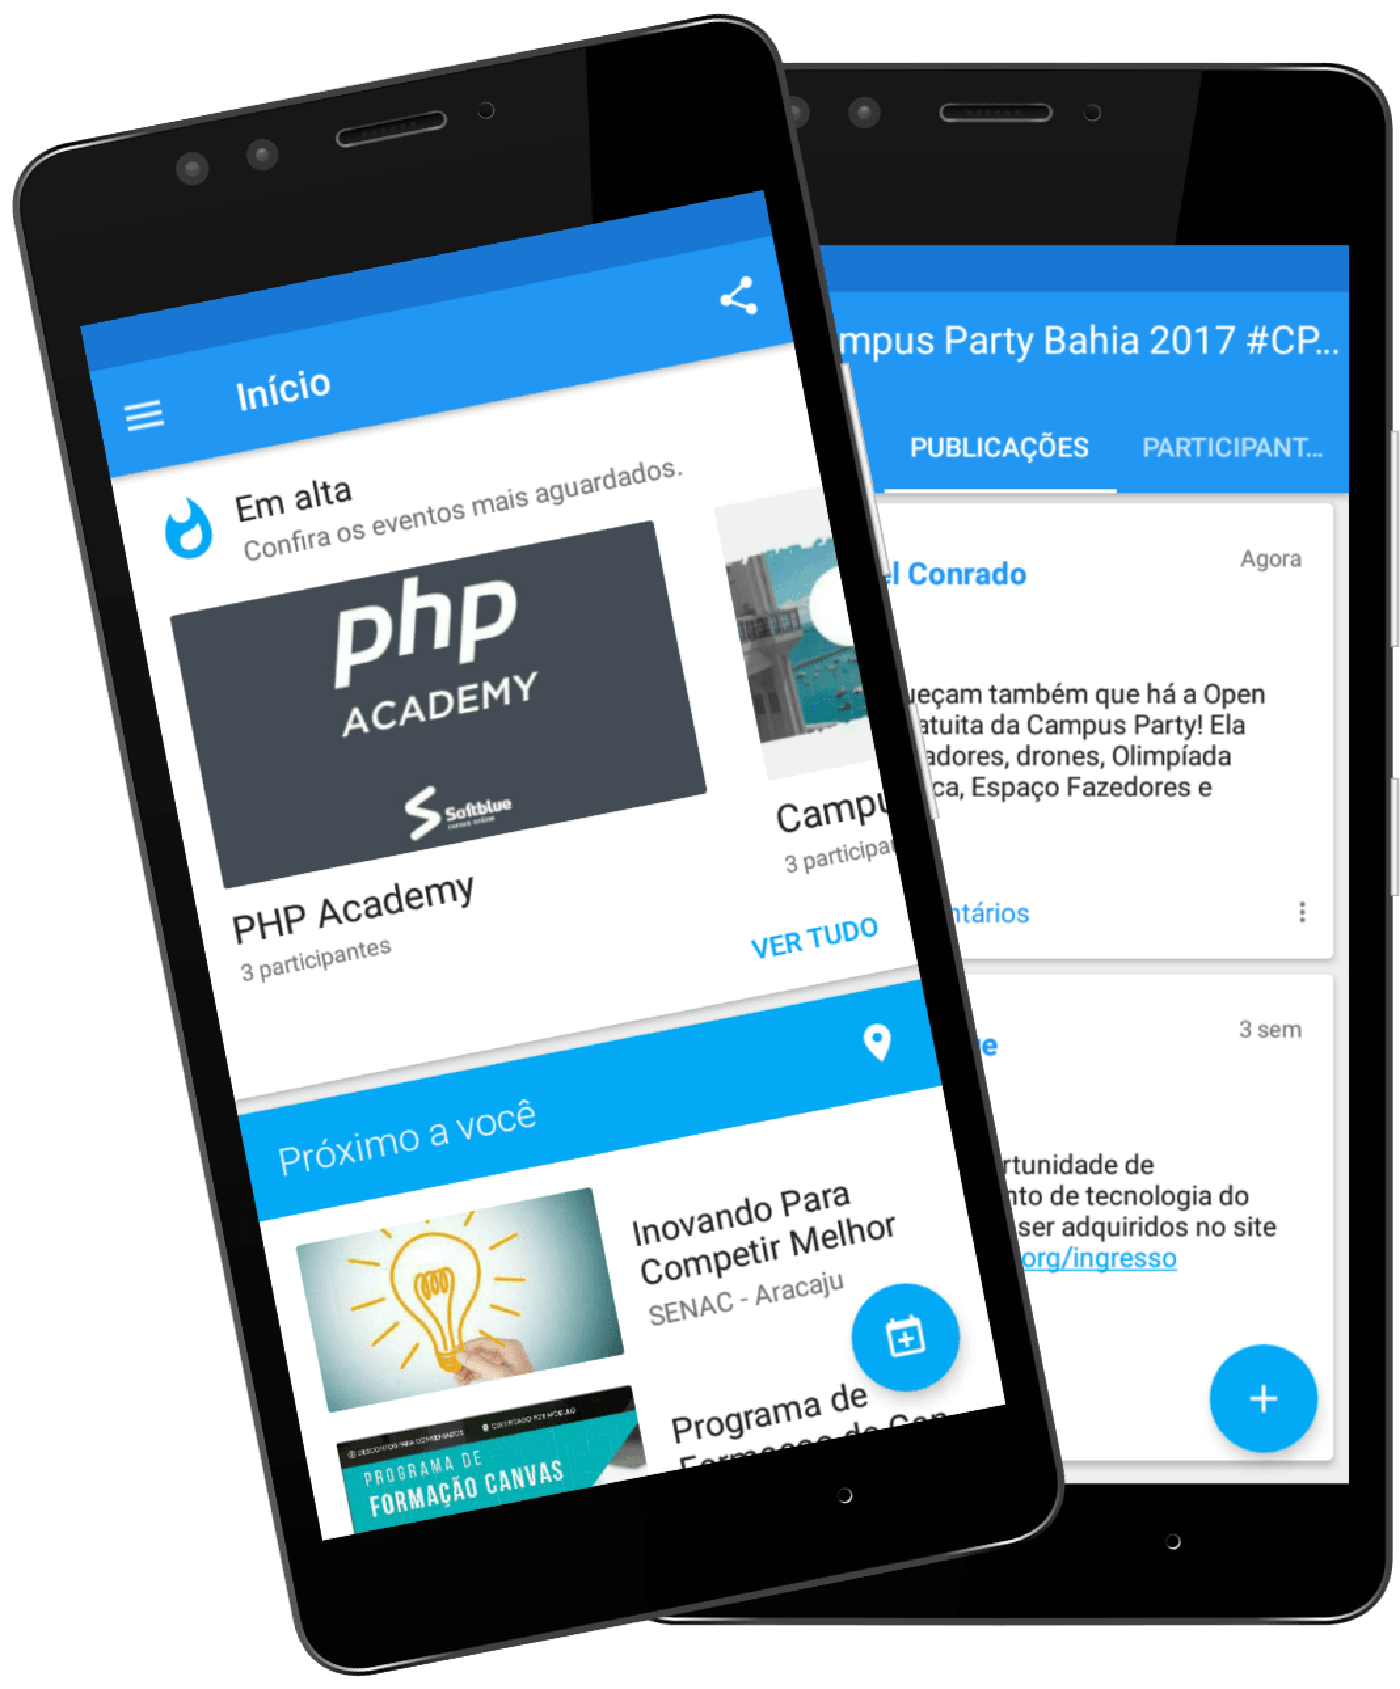 Início
Em alta
Confira os eventos mais aguardados.
php
ACADEMY
Softblue
cursos online
PHP Academy
3 participantes
Campu
3 participa
VER TUDO
Próximo a você
Inovando Para
Competir Melhor
SENAC - Aracaju
Programa de
PROGRAMA DE
FORMAÇÃO CANVAS
mpus Party Bahia 2017 #CP...
PUBLICAÇÕES
PARTICIPANT...
el Conrado
Agora
ueçam também que há a Open
atuita da Campus Party! Ela
adores, drones, Olimpíada
ca, Espaço Fazedores e
ntários
3 sem
rtunidade de
nto de tecnologia do
ser adquiridos no site
org/ingresso